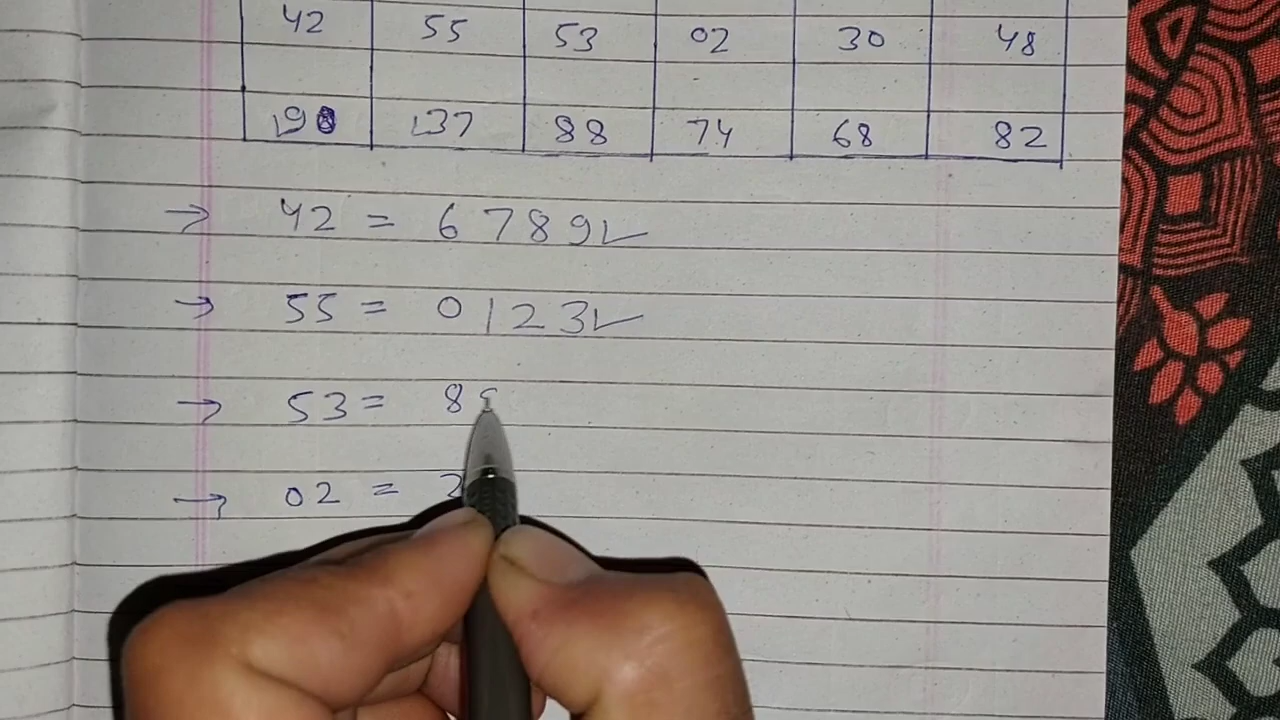 42 55 53 02 30 48
198 137 88 74 68 82
→ 42 = 6789✓
→ 55 = 0123✓
→ 53 = 8
→ 02 =